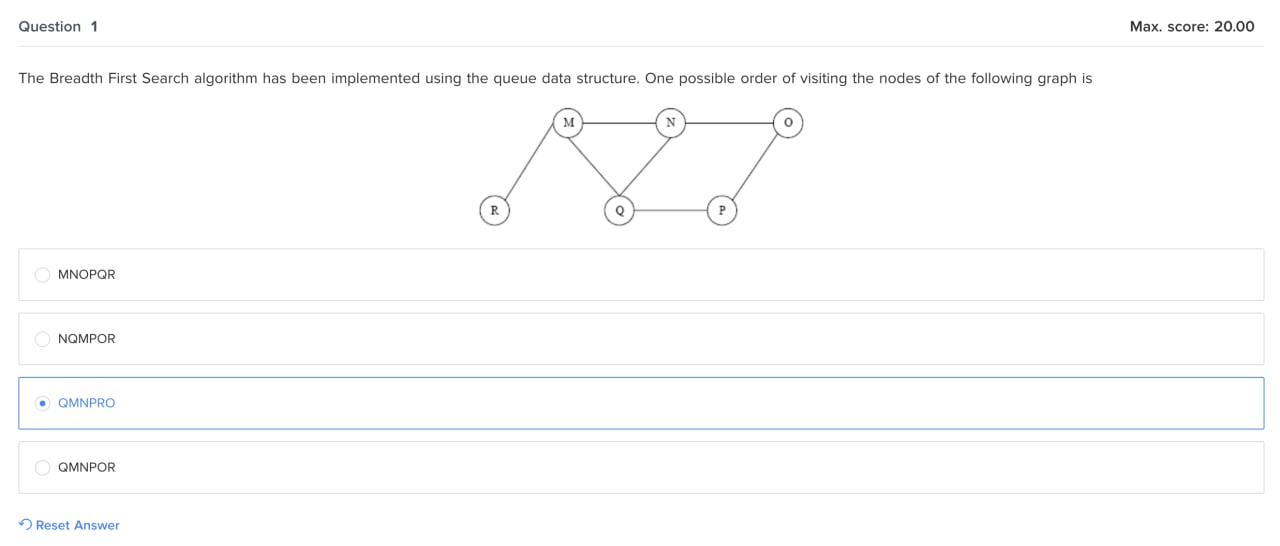 Question 1 Max. score: 20.00
The Breadth First Search algorithm has been implemented using the queue data structure. One possible order of visiting the nodes of the following graph is
M N O
R Q P
MNOPQR
NQMPOR
QMNPRO
QMNPOR
Reset Answer